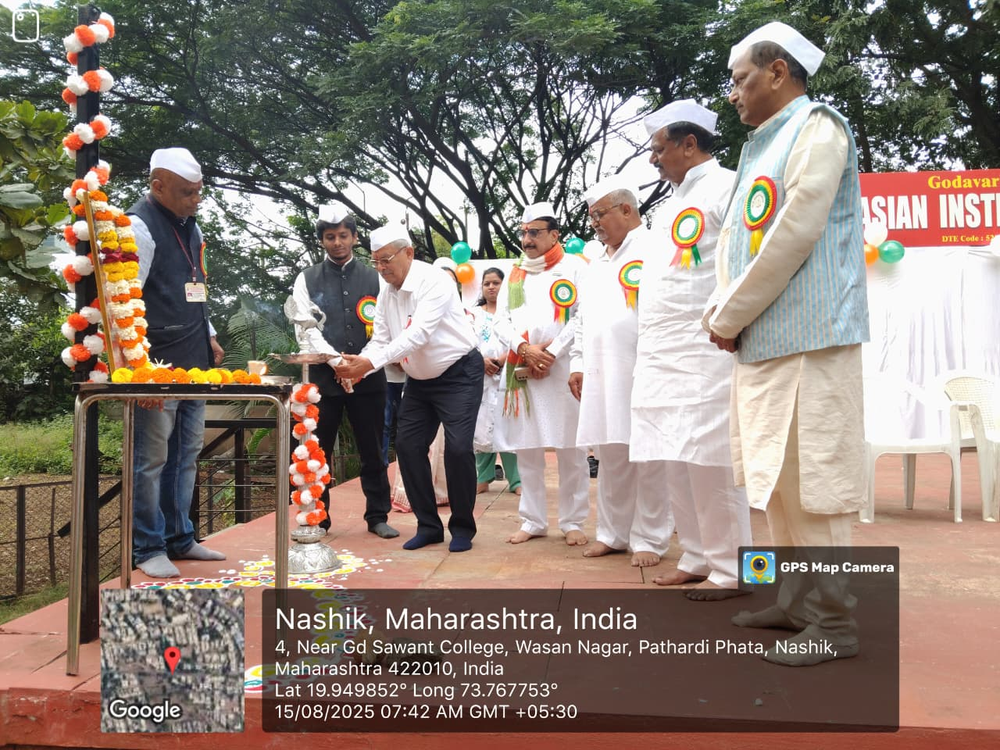 Godavar
ASIAN INSTI
DTE Code : 52
GPS Map Camera
Nashik, Maharashtra, India
4, Near Gd Sawant College, Wasan Nagar, Pathardi Phata, Nashik,
Maharashtra 422010, India
Lat 19.949852° Long 73.767753°
15/08/2025 07:42 AM GMT +05:30
Google